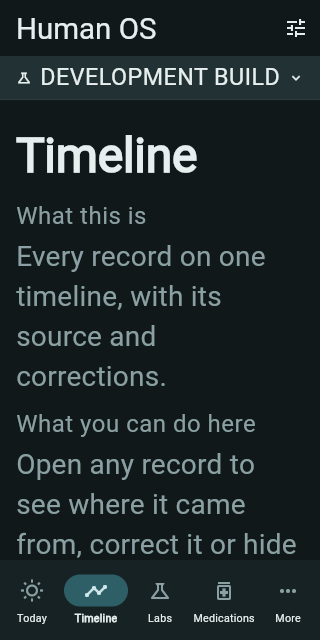 Human OS
DEVELOPMENT BUILD
Timeline
What this is
Every record on one
timeline, with its
source and
corrections.
What you can do here
Open any record to
see where it came
from, correct it or hide
Today
Timeline
Labs
Medications
More